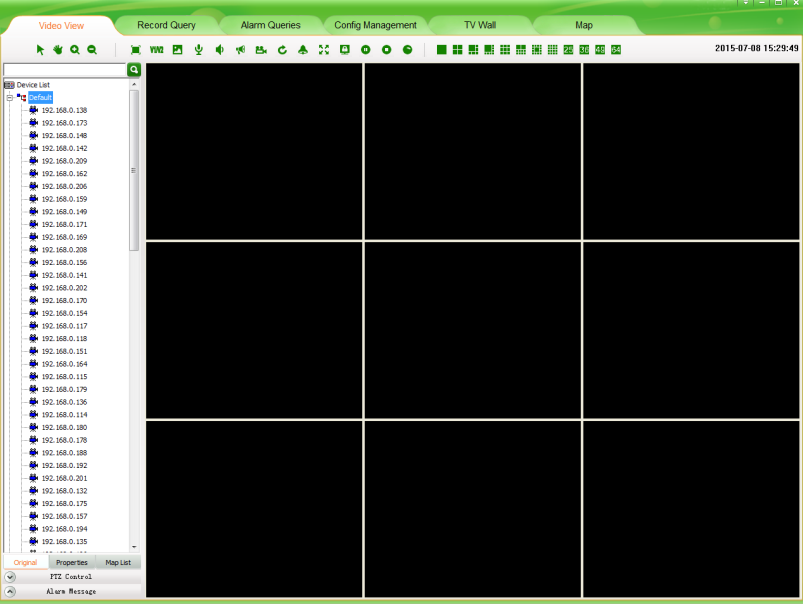 Video View
Record Query
Alarm Queries
Config Management
TV Wall
Map
25 36 49 64
2015-07-08 15:29:49
Device List
Default
192.168.0.138
192.168.0.173
192.168.0.148
192.168.0.142
192.168.0.209
192.168.0.162
192.168.0.206
192.168.0.159
192.168.0.149
192.168.0.171
192.168.0.169
192.168.0.208
192.168.0.156
192.168.0.141
192.168.0.202
192.168.0.170
192.168.0.154
192.168.0.117
192.168.0.118
192.168.0.151
192.168.0.164
192.168.0.115
192.168.0.179
192.168.0.136
192.168.0.114
192.168.0.180
192.168.0.178
192.168.0.188
192.168.0.192
192.168.0.201
192.168.0.132
192.168.0.175
192.168.0.157
192.168.0.194
192.168.0.135
Original
Properties
Map List
PTZ Control
Alarm Message